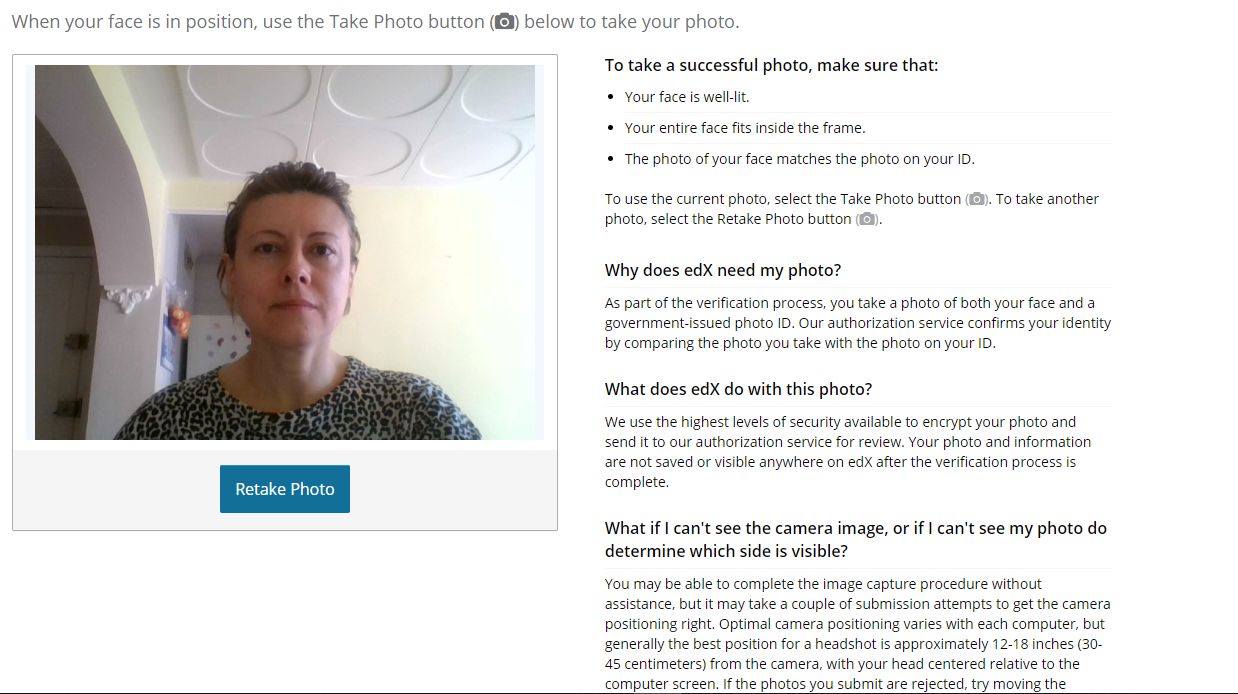 When your face is in position, use the Take Photo button () below to take your photo.
Retake Photo
To take a successful photo, make sure that:
Your face is well-lit.
Your entire face fits inside the frame.
The photo of your face matches the photo on your ID.
To use the current photo, select the Take Photo button (). To take another
photo, select the Retake Photo button ().
Why does edX need my photo?
As part of the verification process, you take a photo of both your face and a
government-issued photo ID. Our authorization service confirms your identity
by comparing the photo you take with the photo on your ID.
What does edX do with this photo?
We use the highest levels of security available to encrypt your photo and
send it to our authorization service for review. Your photo and information
are not saved or visible anywhere on edX after the verification process is
complete.
What if I can't see the camera image, or if I can't see my photo do
determine which side is visible?
You may be able to complete the image capture procedure without
assistance, but it may take a couple of submission attempts to get the camera
positioning right. Optimal camera positioning varies with each computer, but
generally the best position for a headshot is approximately 12-18 inches (30-
45 centimeters) from the camera, with your head centered relative to the
computer screen. If the photos you submit are rejected, try moving the